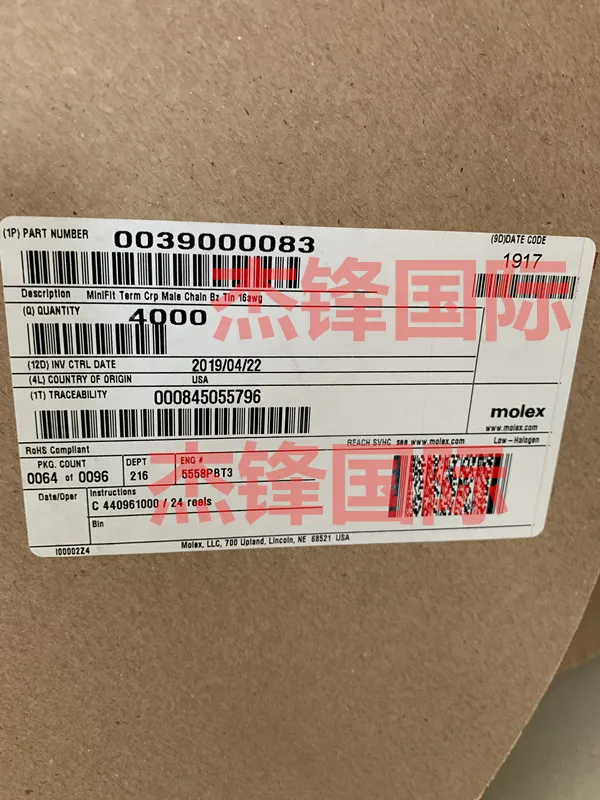 (1P) PART NUMBER 0039000083 (9D)DATE CODE
1917
Description MiniFit Term Crp Male Chain Bz Tin 16awg
杰锋国际
(Q) QUANTITY 4000
(12D) INV CTRL DATE 2019/04/22
(4L) COUNTRY OF ORIGIN USA
(1T) TRACEABILITY 000845055796
molex
www.molex.com
RoHS Compliant REACH SVHC see www.molex.com Low-Halogen
PKG. COUNT DEPT ENG #
0064 of 0096 216 5558PBT3
杰锋国际
Date/Oper Instructions
C 440961000 / 24 reels
Bin
I00002Z4 Molex, LLC, 700 Upland, Lincoln, NE 68521 USA